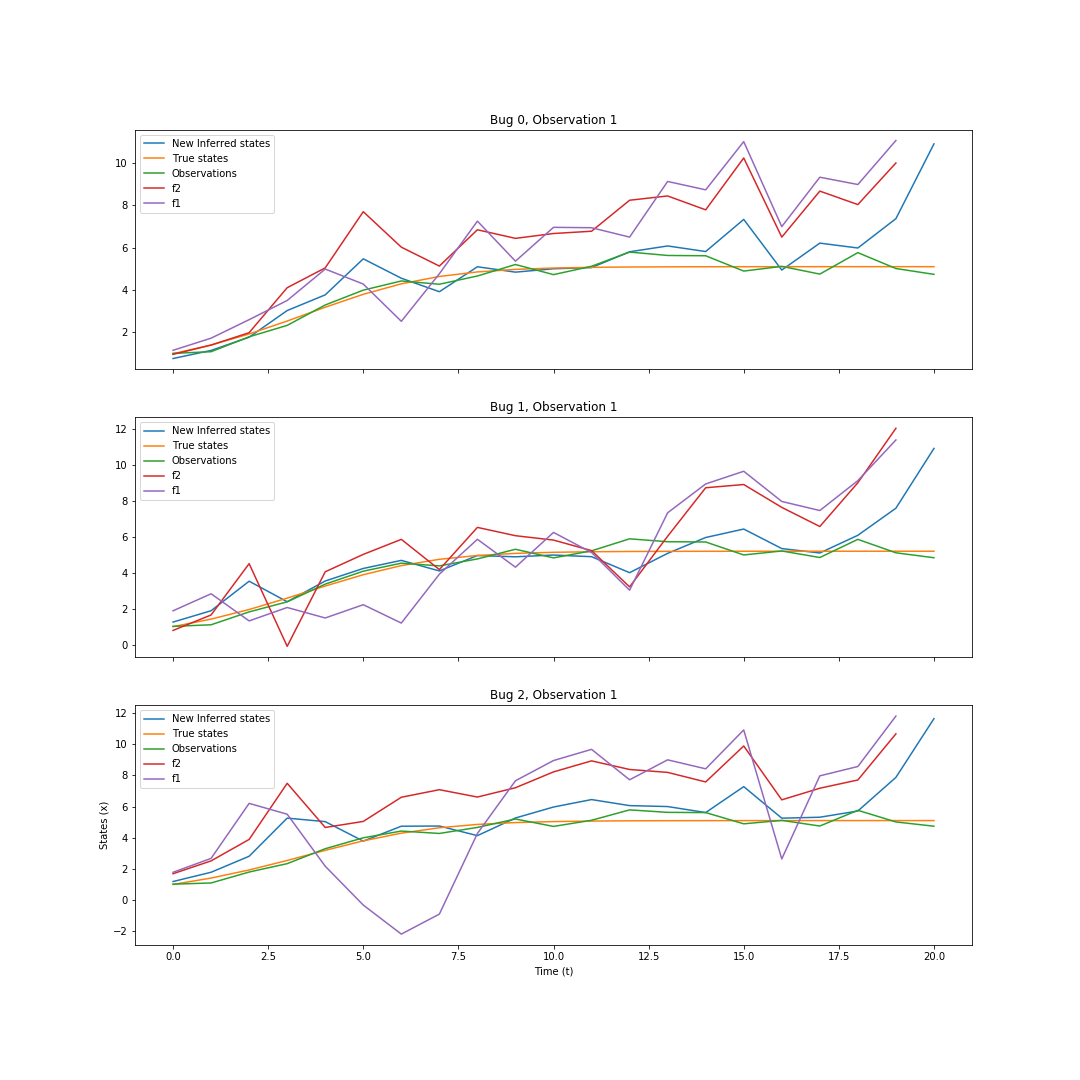 Bug 0, Observation 1
New Inferred states
True states
Observations
f2
f1
10
8
6
4
2
Bug 1, Observation 1
New Inferred states
True states
Observations
f2
f1
12
10
8
6
4
2
0
Bug 2, Observation 1
New Inferred states
True states
Observations
f2
f1
12
10
8
6
4
2
0
−2
States (x)
0.0 2.5 5.0 7.5 10.0 12.5 15.0 17.5 20.0
Time (t)